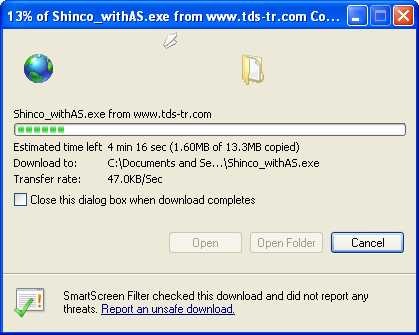 13% of Shinco_withAS.exe from www.tds-tr.com Co...
Shinco_withAS.exe from www.tds-tr.com
Estimated time left 4 min 16 sec (1.60MB of 13.3MB copied)
Download to: C:\Documents and Se...\Shinco_withAS.exe
Transfer rate: 47.0KB/Sec
Close this dialog box when download completes
Open Open Folder Cancel
SmartScreen Filter checked this download and did not report any
threats. Report an unsafe download.